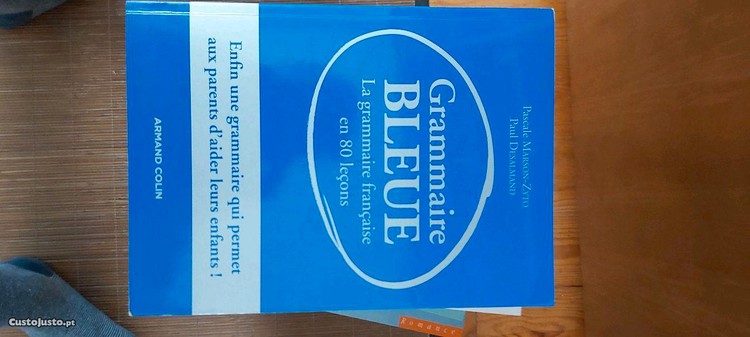 Pascale MARSON-ZYTO
Paul DESALMAND
Grammaire
BLEUE
La grammaire française
en 80 leçons
Enfin une grammaire qui permet
aux parents d'aider leurs enfants !
ARMAND COLIN
Romance
CustoJusto.pt